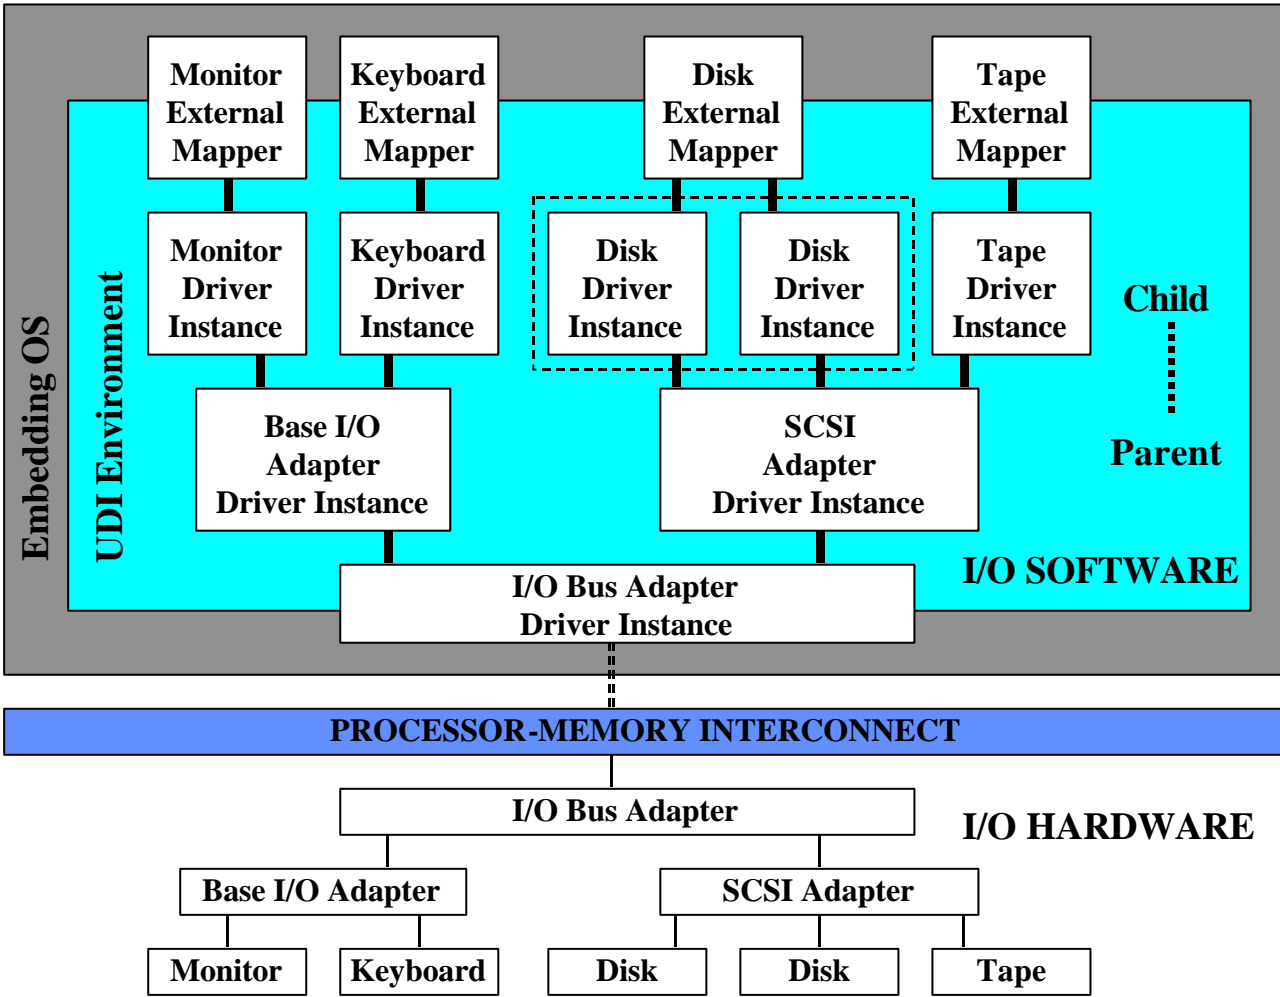 Embedding OS
UDI Environment
Monitor
External
Mapper
Keyboard
External
Mapper
Disk
External
Mapper
Tape
External
Mapper
Monitor
Driver
Instance
Keyboard
Driver
Instance
Disk
Driver
Instance
Disk
Driver
Instance
Tape
Driver
Instance
Child
Parent
Base I/O
Adapter
Driver Instance
SCSI
Adapter
Driver Instance
I/O SOFTWARE
I/O Bus Adapter
Driver Instance
PROCESSOR-MEMORY INTERCONNECT
I/O Bus Adapter
I/O HARDWARE
Base I/O Adapter
SCSI Adapter
Monitor
Keyboard
Disk
Disk
Tape